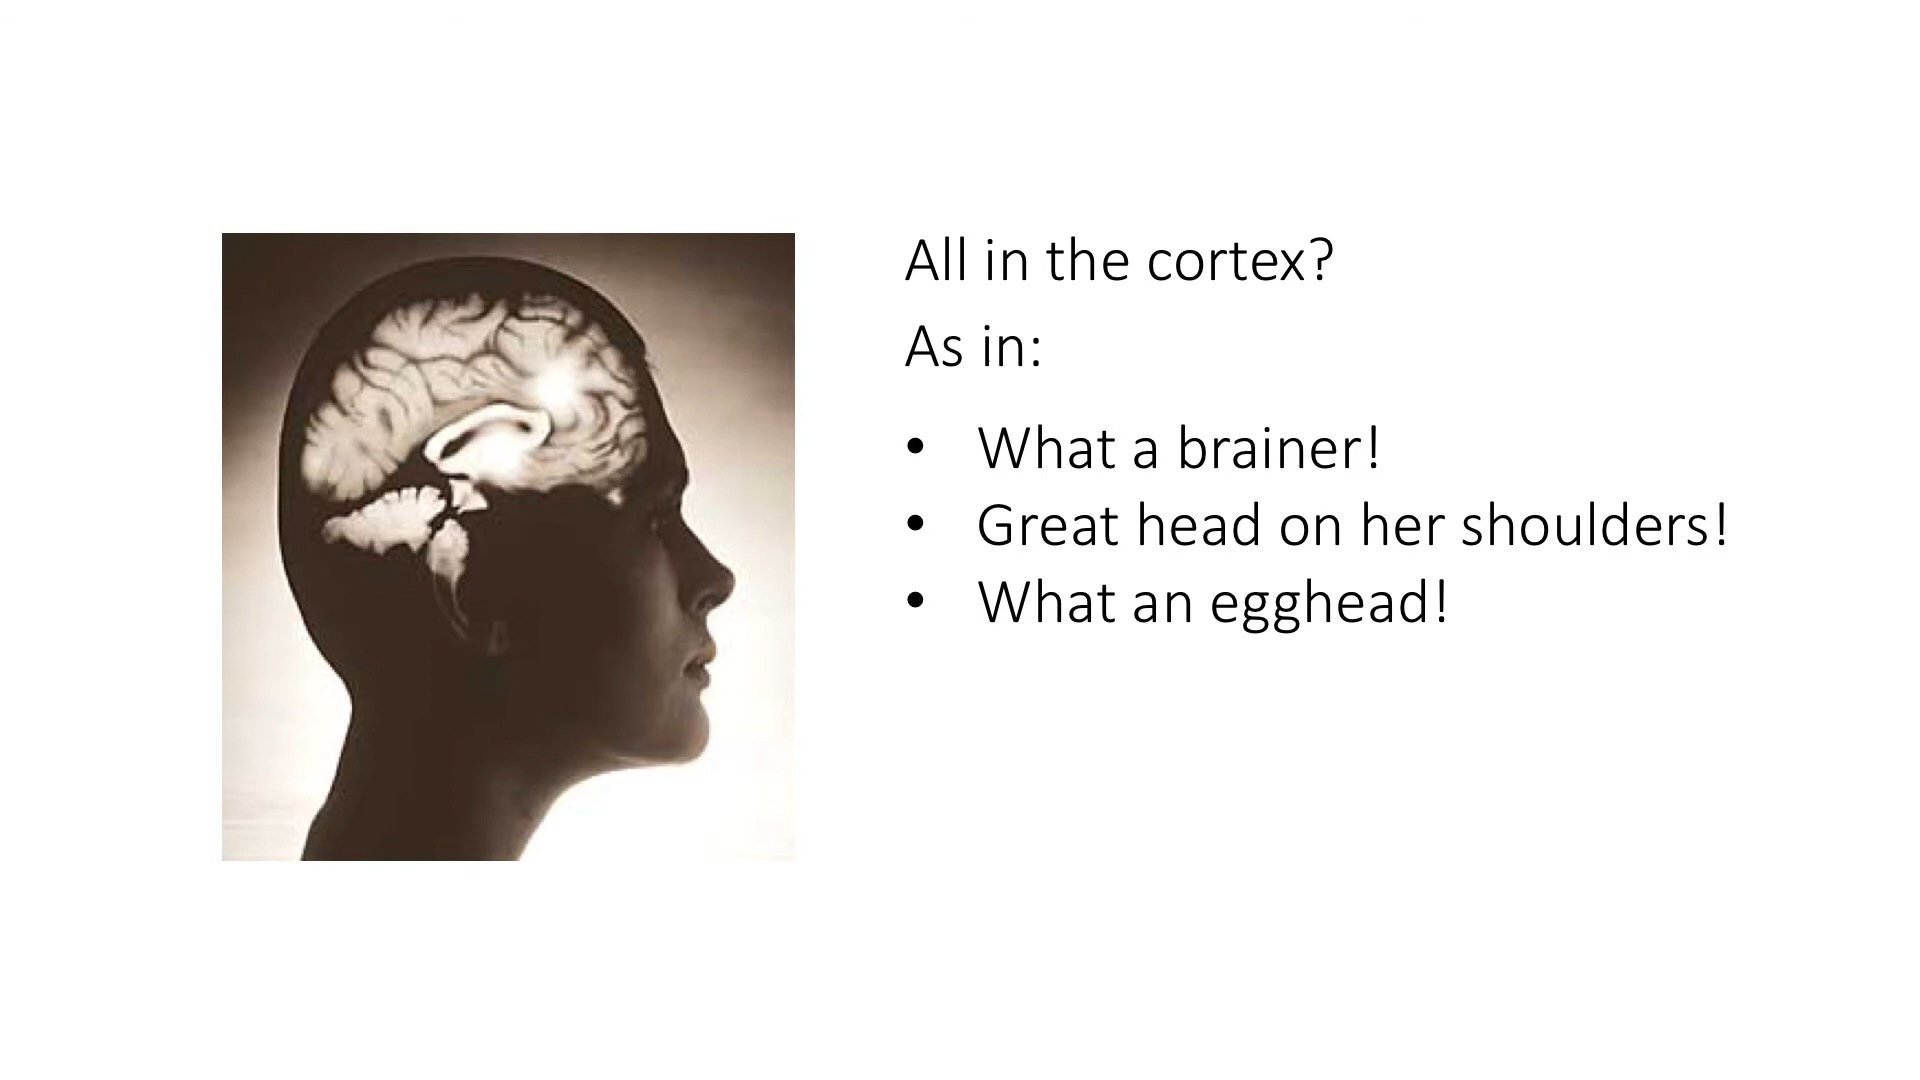 All in the cortex?
As in:
• What a brainer!
• Great head on her shoulders!
• What an egghead!